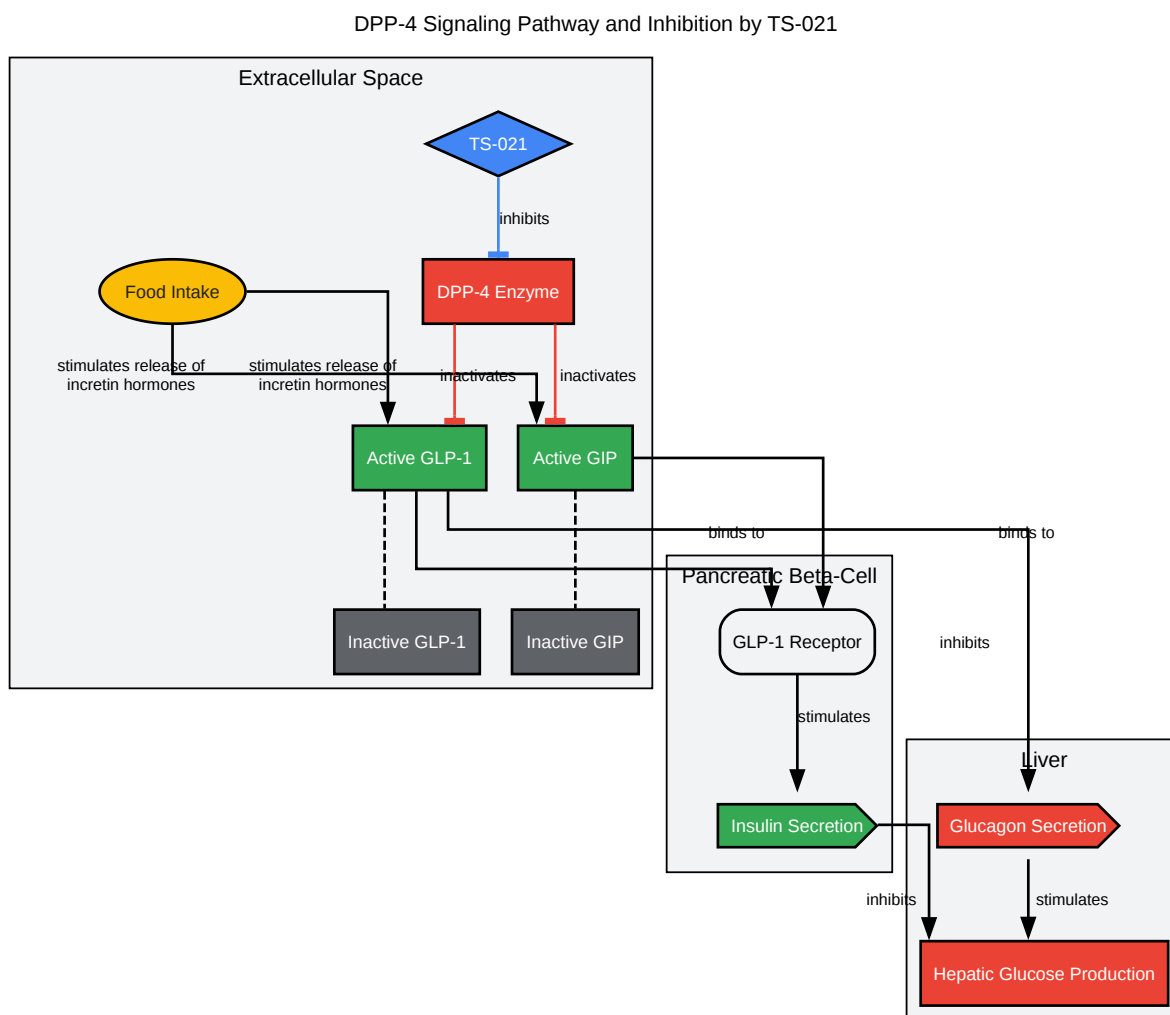 DPP-4 Signaling Pathway and Inhibition by TS-021
Extracellular Space
TS-021
inhibits
Food Intake
DPP-4 Enzyme
stimulates release of
incretin hormones
stimulates release of
incretin hormones
inactivates
inactivates
Active GLP-1
Active GIP
binds to
binds to
Pancreatic Beta-Cell
Inactive GLP-1
Inactive GIP
GLP-1 Receptor
inhibits
stimulates
Liver
Insulin Secretion
Glucagon Secretion
inhibits
stimulates
Hepatic Glucose Production